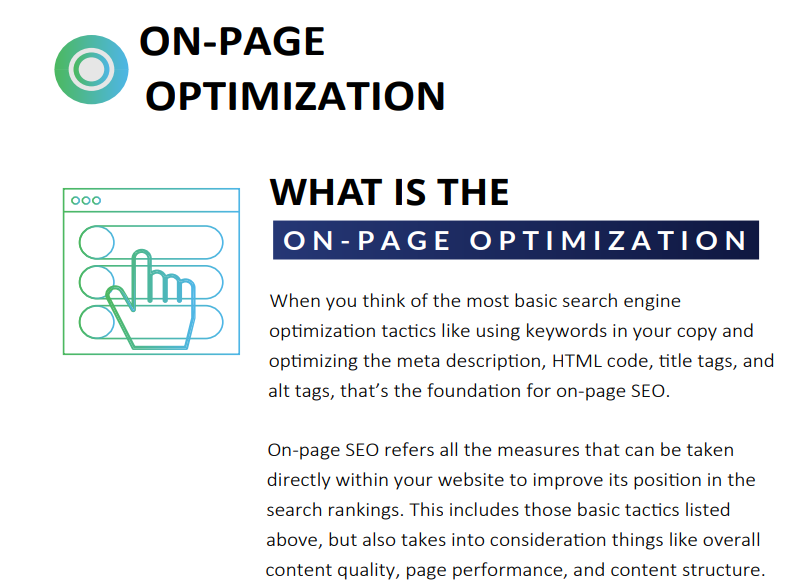 ON-PAGE
OPTIMIZATION
WHAT IS THE
ON-PAGE OPTIMIZATION
When you think of the most basic search engine
optimization tactics like using keywords in your copy and
optimizing the meta description, HTML code, title tags, and
alt tags, that’s the foundation for on-page SEO.
On-page SEO refers all the measures that can be taken
directly within your website to improve its position in the
search rankings. This includes those basic tactics listed
above, but also takes into consideration things like overall
content quality, page performance, and content structure.